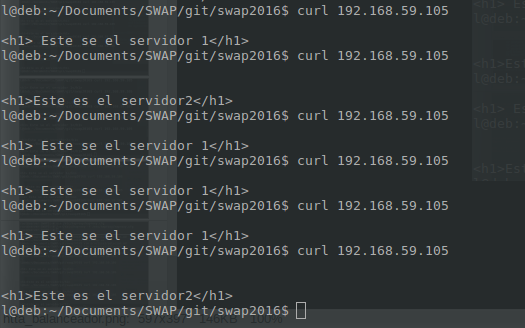 l@deb:~/Documents/SWAP/git/swap2016$ curl 192.168.59.105
<h1> Este se el servidor 1</h1>
l@deb:~/Documents/SWAP/git/swap2016$ curl 192.168.59.105
<h1>Este es el servidor2</h1>
l@deb:~/Documents/SWAP/git/swap2016$ curl 192.168.59.105
<h1> Este se el servidor 1</h1>
l@deb:~/Documents/SWAP/git/swap2016$ curl 192.168.59.105
<h1> Este se el servidor 1</h1>
l@deb:~/Documents/SWAP/git/swap2016$ curl 192.168.59.105
<h1> Este se el servidor 1</h1>
l@deb:~/Documents/SWAP/git/swap2016$ curl 192.168.59.105
<h1>Este es el servidor2</h1>
l@deb:~/Documents/SWAP/git/swap2016$